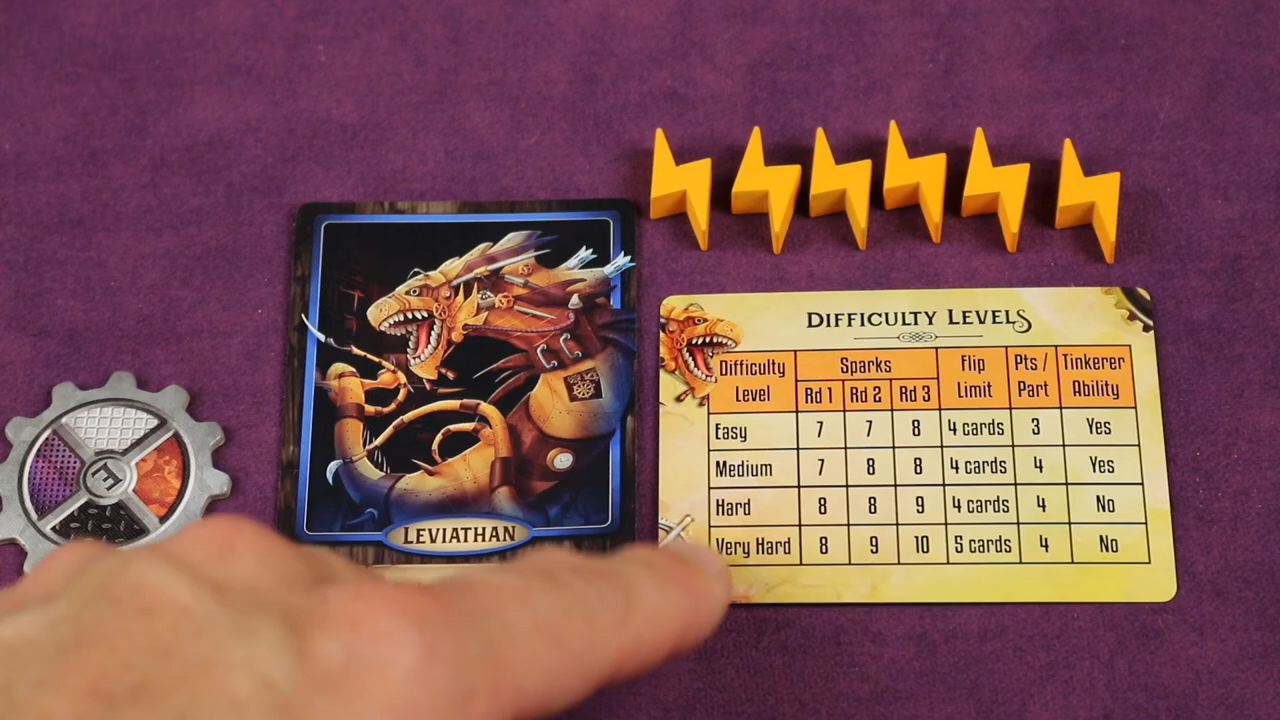 E
LEVIATHAN
DIFFICULTY LEVELS
Difficulty Level Sparks Flip Limit Pts / Part Tinkerer Ability
Rd 1 Rd 2 Rd 3
Easy 7 7 8 4 cards 3 Yes
Medium 7 8 8 4 cards 4 Yes
Hard 8 8 9 4 cards 4 No
Very Hard 8 9 10 5 cards 4 No